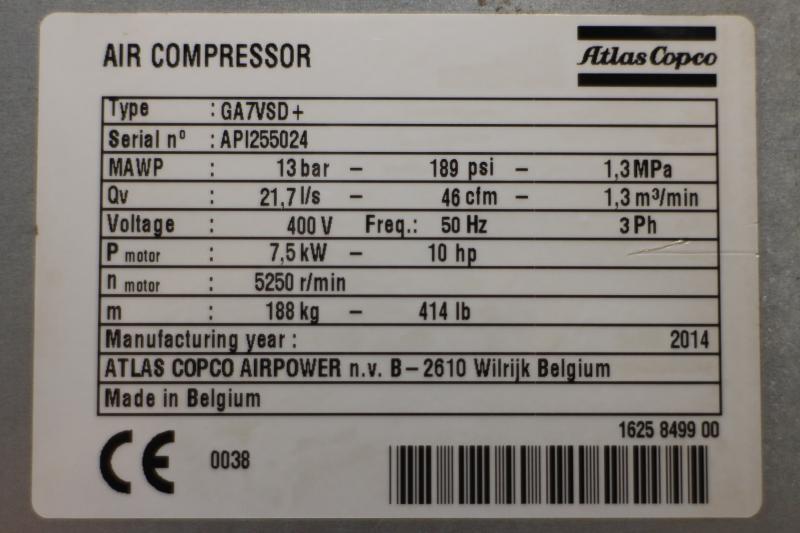 AIR COMPRESSOR
Atlas Copco
Type : GA7VSD+
Serial nº : API255024
MAWP : 13 bar – 189 psi – 1,3 MPa
Qv : 21,7 l/s – 46 cfm – 1,3 m³/min
Voltage : 400 V Freq.: 50 Hz 3 Ph
P motor : 7,5 kW – 10 hp
n motor : 5250 r/min
m : 188 kg – 414 lb
Manufacturing year : 2014
ATLAS COPCO AIRPOWER n.v. B–2610 Wilrijk Belgium
Made in Belgium
1625 8499 00
CE 0038